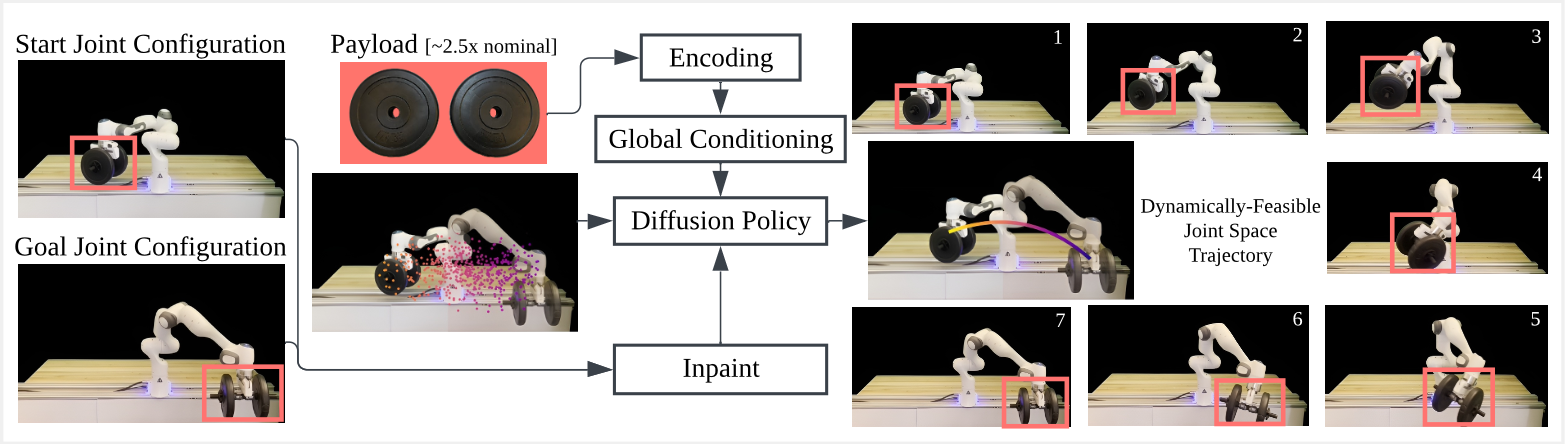 Start Joint Configuration
Goal Joint Configuration
Payload [~2.5x nominal]
Encoding
Global Conditioning
Diffusion Policy
Inpaint
Dynamically-Feasible
Joint Space
Trajectory
1
2
3
4
5
6
7